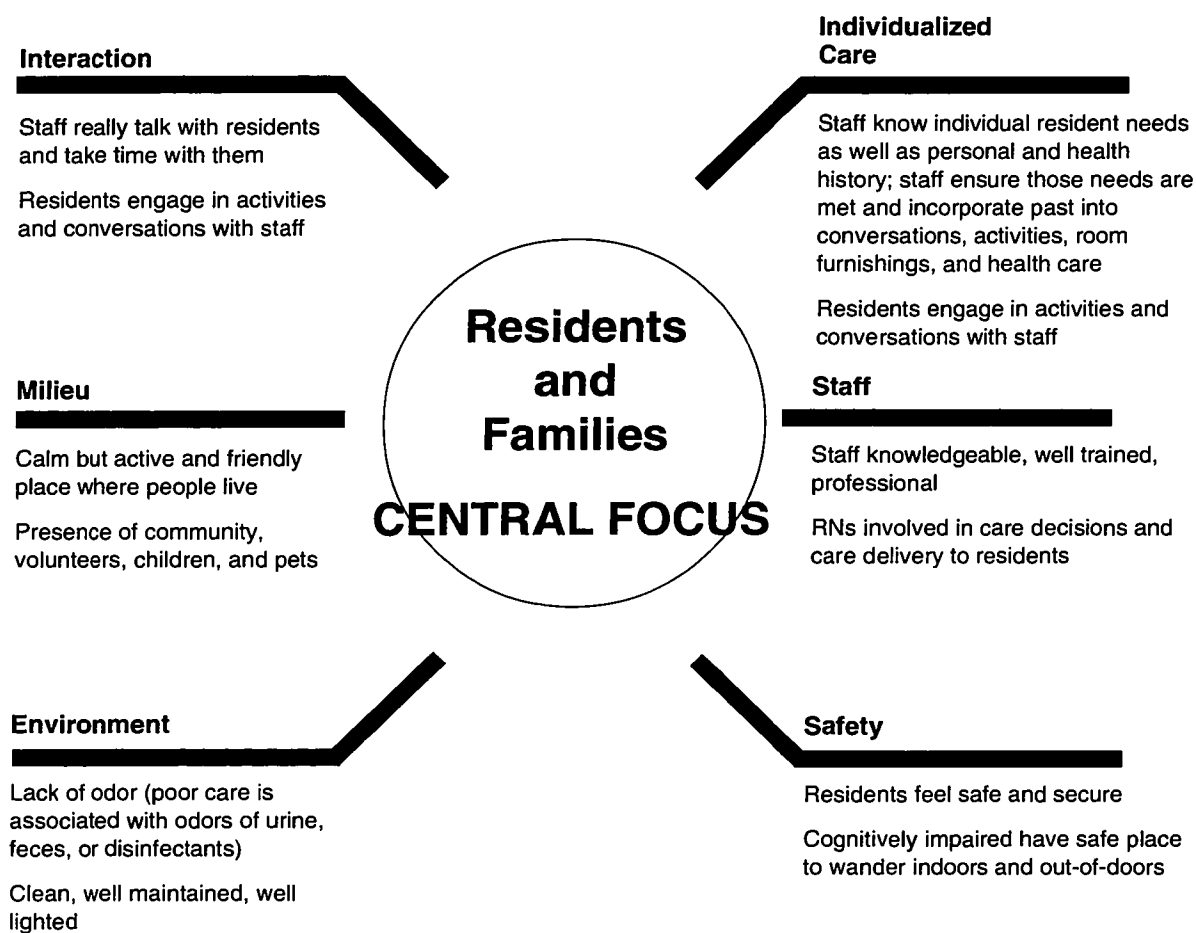 Interaction
Staff really talk with residents
and take time with them
Residents engage in activities
and conversations with staff
Individualized
Care
Staff know individual resident needs
as well as personal and health
history; staff ensure those needs are
met and incorporate past into
conversations, activities, room
furnishings, and health care
Residents engage in activities and
conversations with staff
Residents
and
Families
CENTRAL FOCUS
Milieu
Calm but active and friendly
place where people live
Presence of community,
volunteers, children, and pets
Staff
Staff knowledgeable, well trained,
professional
RNs involved in care decisions and
care delivery to residents
Environment
Lack of odor (poor care is
associated with odors of urine,
feces, or disinfectants)
Clean, well maintained, well
lighted
Safety
Residents feel safe and secure
Cognitively impaired have safe place
to wander indoors and out-of-doors